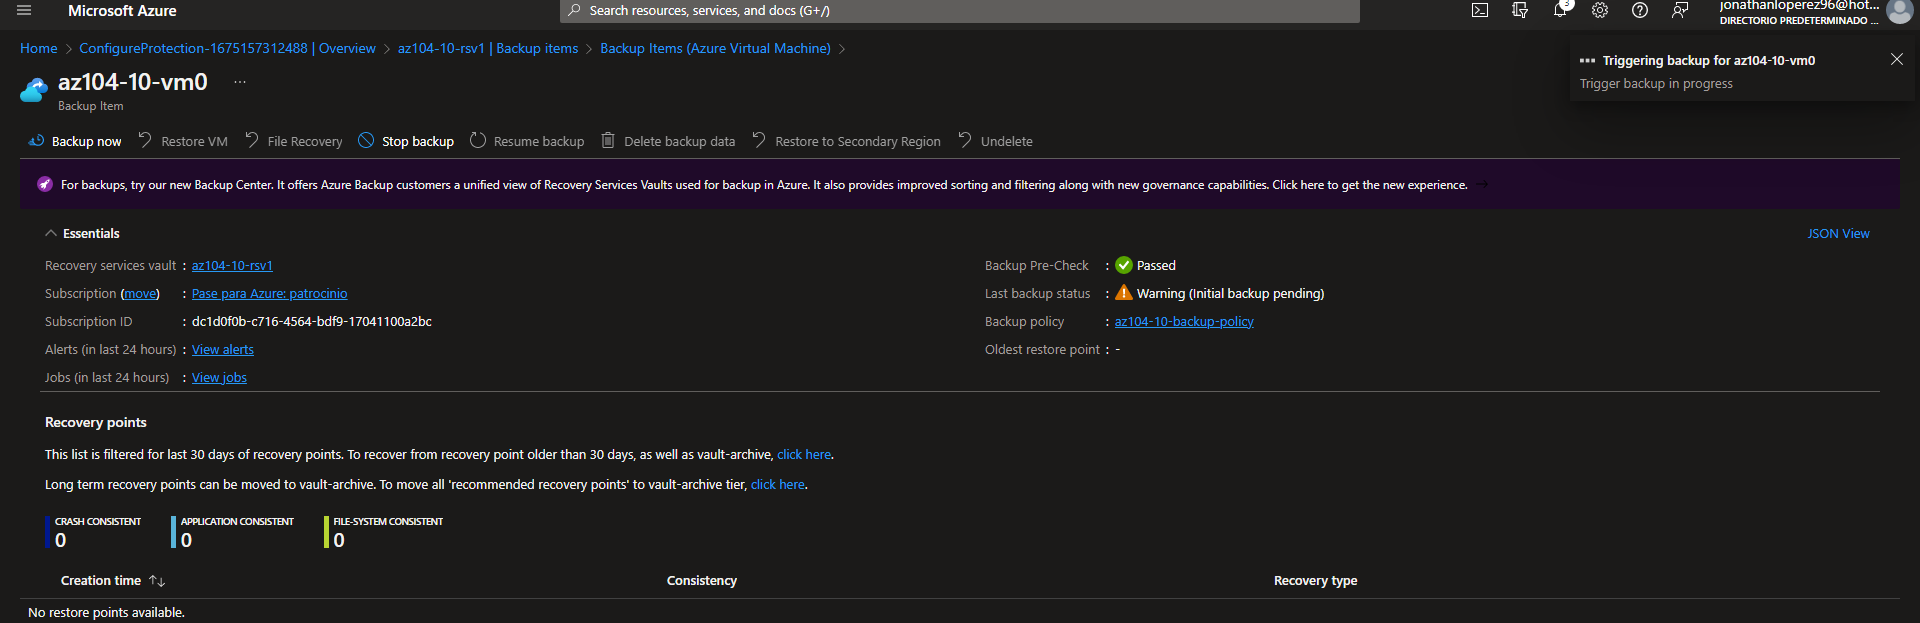 Microsoft Azure
Search resources, services, and docs (G+/)
3
jonathanloperez96@hot...
DIRECTORIO PREDETERMINADO ...
Home > ConfigureProtection-1675157312488 | Overview > az104-10-rsv1 | Backup items > Backup Items (Azure Virtual Machine) >
Triggering backup for az104-10-vm0
Trigger backup in progress
az104-10-vm0 ...
Backup Item
Backup now Restore VM File Recovery Stop backup Resume backup Delete backup data Restore to Secondary Region Undelete
For backups, try our new Backup Center. It offers Azure Backup customers a unified view of Recovery Services Vaults used for backup in Azure. It also provides improved sorting and filtering along with new governance capabilities. Click here to get the new experience. →
Essentials
JSON View
Recovery services vault : az104-10-rsv1
Subscription (move) : Pase para Azure: patrocinio
Subscription ID : dc1d0f0b-c716-4564-bdf9-17041100a2bc
Alerts (in last 24 hours) : View alerts
Jobs (in last 24 hours) : View jobs
Backup Pre-Check : Passed
Last backup status : Warning (Initial backup pending)
Backup policy : az104-10-backup-policy
Oldest restore point : -
Recovery points
This list is filtered for last 30 days of recovery points. To recover from recovery point older than 30 days, as well as vault-archive, click here.
Long term recovery points can be moved to vault-archive. To move all 'recommended recovery points' to vault-archive tier, click here.
CRASH CONSISTENT
0
APPLICATION CONSISTENT
0
FILE-SYSTEM CONSISTENT
0
Creation time ↑↓ Consistency Recovery type
No restore points available.